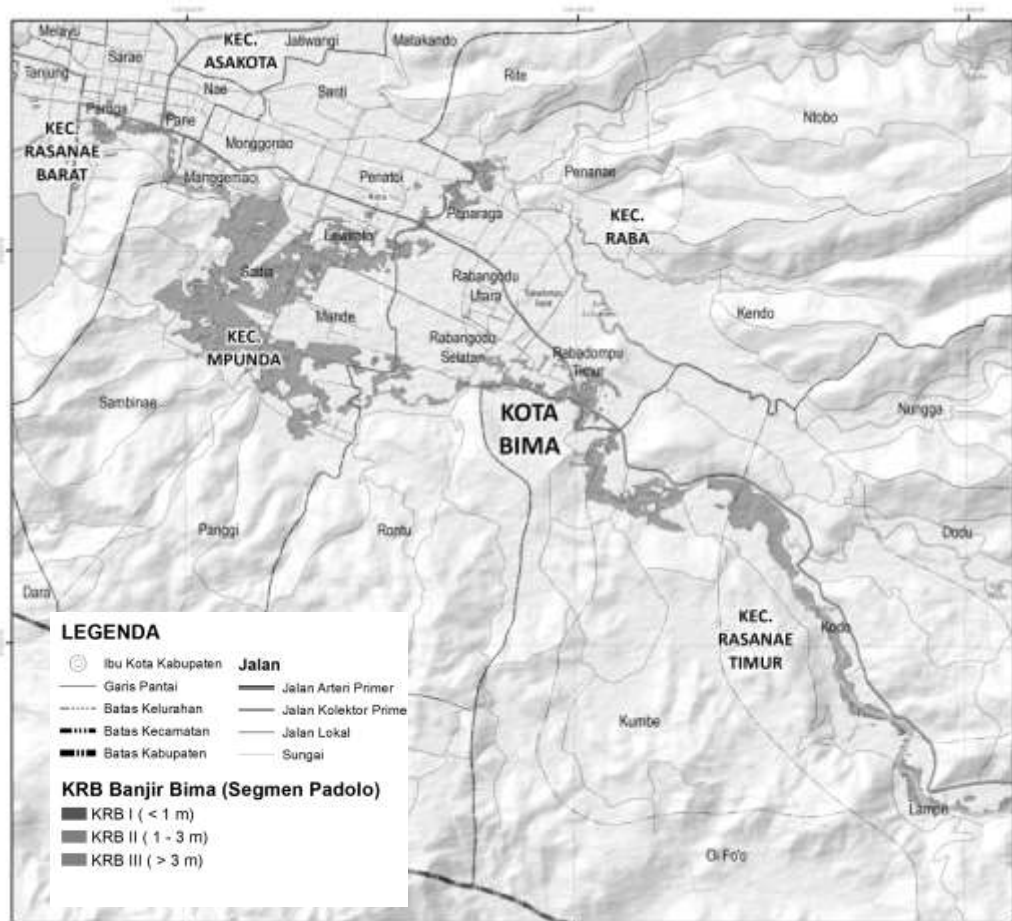 Melayu
Sarae
KEC.
ASAKOTA
Jatiwangi
Matakando
Tanjung
Nae
Santi
Rite
Paruga
Pane
Ntobo
KEC.
RASANAE
BARAT
Monggonao
Manggemaci
Penatoi
Penanae
Penaraga
KEC.
RABA
Lewirato
Sadia
Rabangodu
Utara
Mande
Kendo
KEC.
MPUNDA
Rabangodo
Selatan
Rabadompu
Timur
Sambinae
Nungga
KOTA
BIMA
Panggi
Rontu
Dodu
Dara
KEC.
RASANAE
TIMUR
Kodo
Kumbe
Lampe
Oi Fo'o
LEGENDA
Ibu Kota Kabupaten
Garis Pantai
Batas Kelurahan
Batas Kecamatan
Batas Kabupaten
Jalan
Jalan Arteri Primer
Jalan Kolektor Prime
Jalan Lokal
Sungai
KRB Banjir Bima (Segmen Padolo)
KRB I ( < 1 m)
KRB II ( 1 - 3 m)
KRB III ( > 3 m)